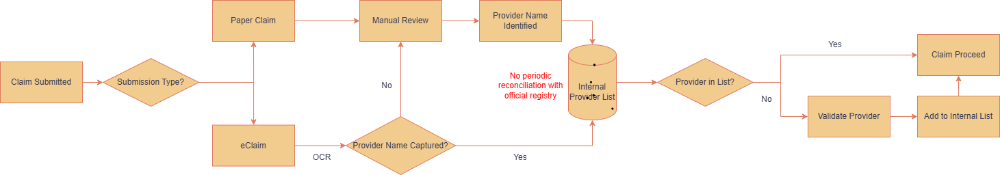 Claim Submitted
Submission Type?
Paper Claim
Manual Review
Provider Name
Identified
eClaim
OCR
Provider Name Captured?
No
Yes
No periodic
reconciliation with
official registry
Internal
Provider List
Provider in List?
Yes
No
Claim Proceed
Validate Provider
Add to Internal List